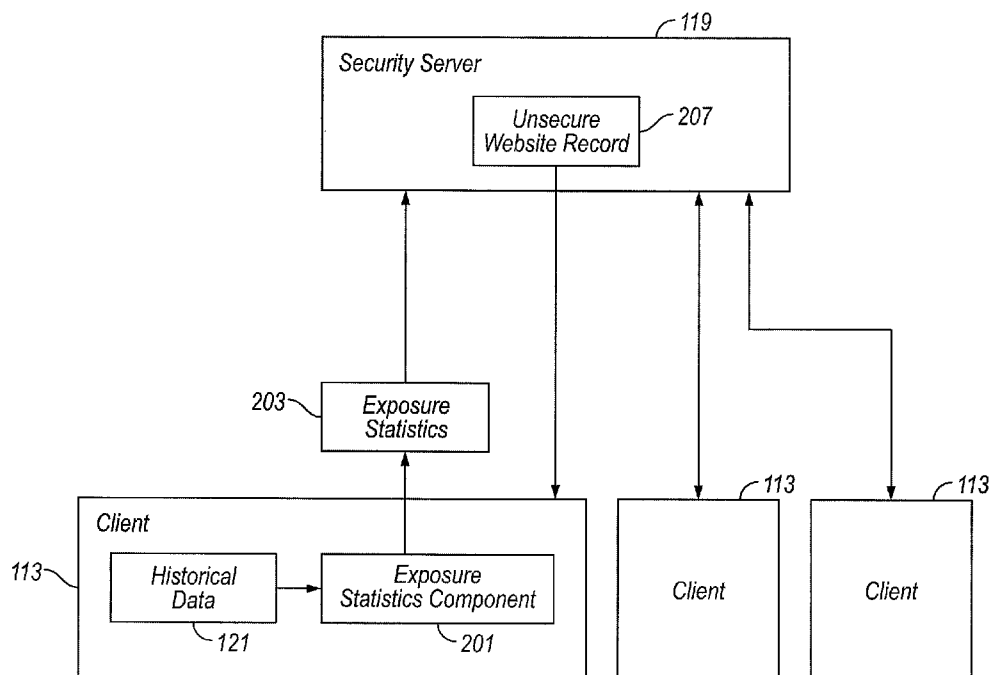 119
Security Server
Unsecure
Website Record
207
203
Exposure
Statistics
113
113
Client
113
Historical
Data
Exposure
Statistics Component
Client
Client
121
201